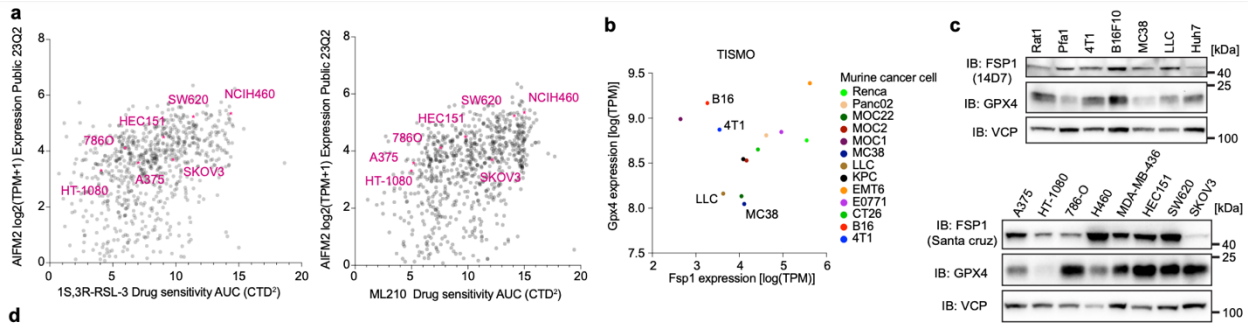 a
AIFM2 log2(TPM+1) Expression Public 23Q2
8
6
4
2
0
0 5 10 15 20
NCIH460
SW620
HEC151
786O
A375
SKOV3
HT-1080
1S,3R-RSL-3 Drug sensitivity AUC (CTD²)
AIFM2 log2(TPM+1) Expression Public 23Q2
8
6
4
2
0
0 5 10 15 20
SW620
NCIH460
HEC151
786O
A375
HT-1080
SKOV3
ML210 Drug sensitivity AUC (CTD²)
b
TISMO
Gpx4 expression [log(TPM)]
9.5
9.0
8.5
8.0
7.5
2 3 4 5 6
B16
4T1
LLC
MC38
Fsp1 expression [log(TPM)]
Murine cancer cell
Renca
Panc02
MOC22
MOC2
MOC1
MC38
LLC
KPC
EMT6
E0771
CT26
B16
4T1
c
Rat1 Pfa1 4T1 B16F10 MC38 LLC Huh7
[kDa]
IB: FSP1
(14D7)
40
25
IB: GPX4
IB: VCP
100
A375 HT-1080 786-O H460 MDA-MB-436 HEC151 SW620 SKOV3
[kDa]
IB: FSP1
(Santa cruz)
40
25
IB: GPX4
IB: VCP
100
d